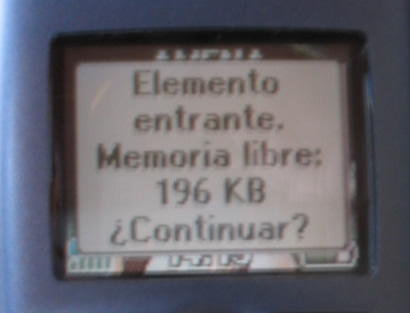 Elemento
entrante.
Memoria libre:
196 KB
¿Continuar?